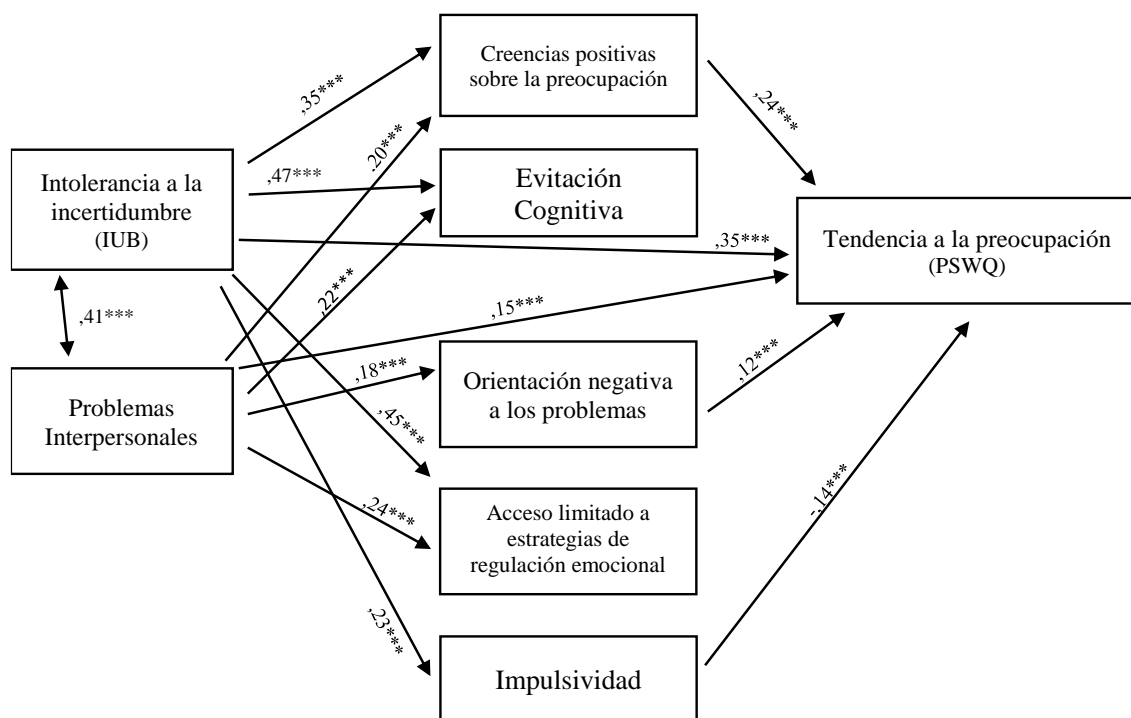 Creencias positivas
sobre la preocupación
,35***
,24***
.20***
Intolerancia a la
incertidumbre
(IUB)
,47***
Evitación
Cognitiva
,35***
Tendencia a la preocupación
(PSWQ)
,22***
,15***
,41***
,18***
,12***
Problemas
Interpersonales
Orientación negativa
a los problemas
,45***
,24***
-,14***
Acceso limitado a
estrategias de
regulación emocional
,23***
Impulsividad